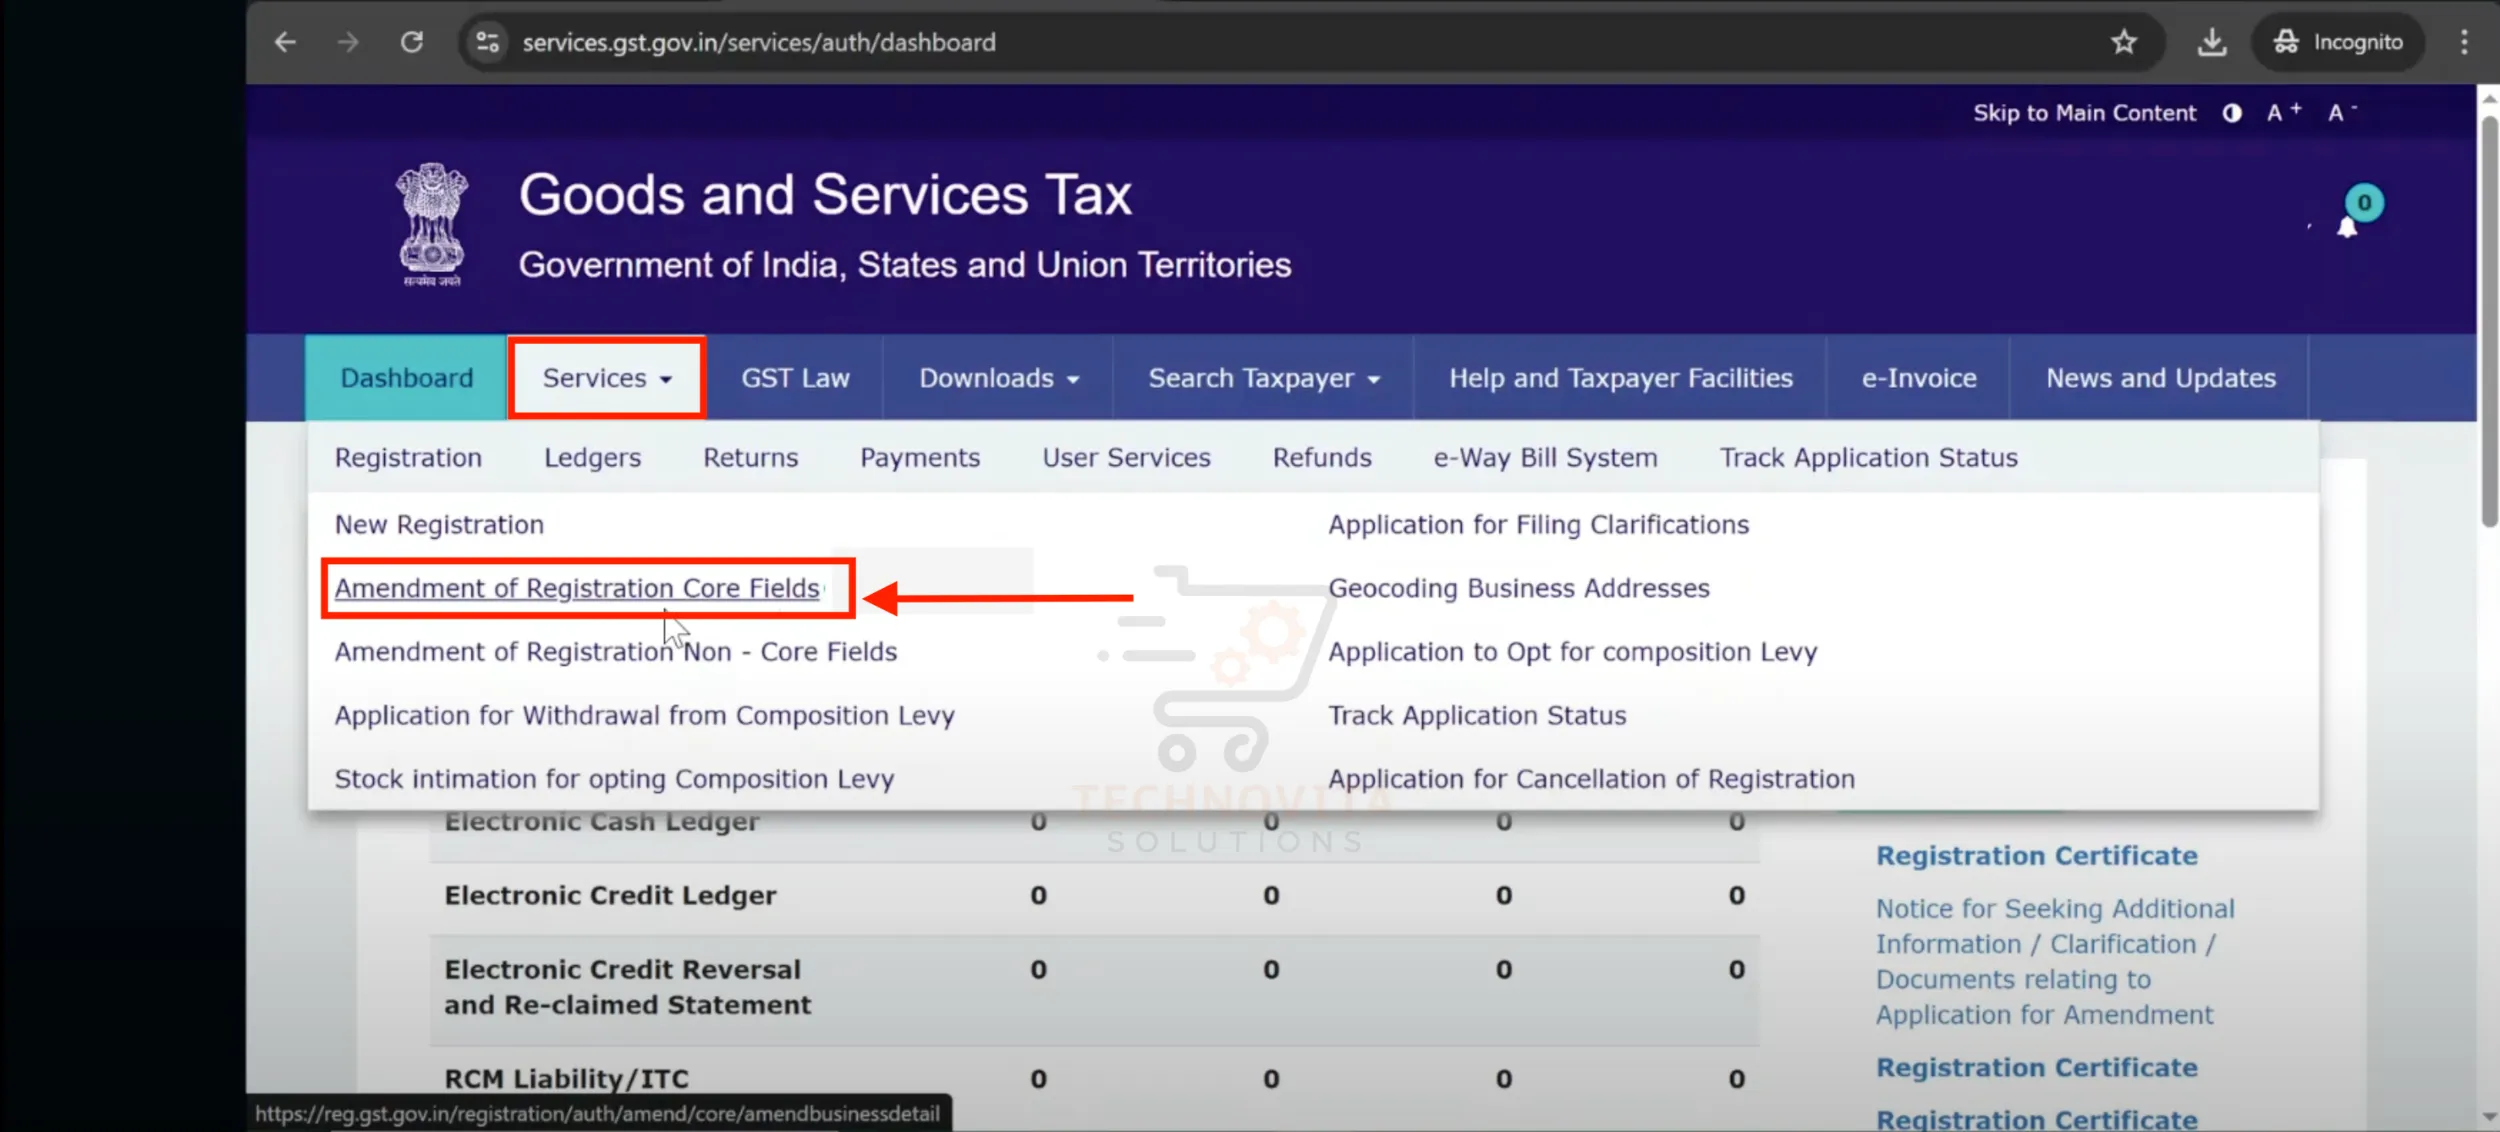 services.gst.gov.in/services/auth/dashboard
Incognito
Skip to Main Content A+ A-
Goods and Services Tax
Government of India, States and Union Territories
सत्यमेव जयते
0
Dashboard Services GST Law Downloads Search Taxpayer Help and Taxpayer Facilities e-Invoice News and Updates
Registration Ledgers Returns Payments User Services Refunds e-Way Bill System Track Application Status
New Registration Application for Filing Clarifications
Amendment of Registration Core Fields Geocoding Business Addresses
Amendment of Registration Non - Core Fields Application to Opt for composition Levy
Application for Withdrawal from Composition Levy Track Application Status
Stock intimation for opting Composition Levy Application for Cancellation of Registration
TECHNOVITA
SOLUTIONS
Electronic Cash Ledger 0 0 0 0
Electronic Credit Ledger 0 0 0 0
Electronic Credit Reversal
and Re-claimed Statement 0 0 0 0
RCM Liability/ITC 0 0 0 0
Registration Certificate
Notice for Seeking Additional
Information / Clarification /
Documents relating to
Application for Amendment
Registration Certificate
Registration Certificate
https://reg.gst.gov.in/registration/auth/amend/core/amendbusinessdetail